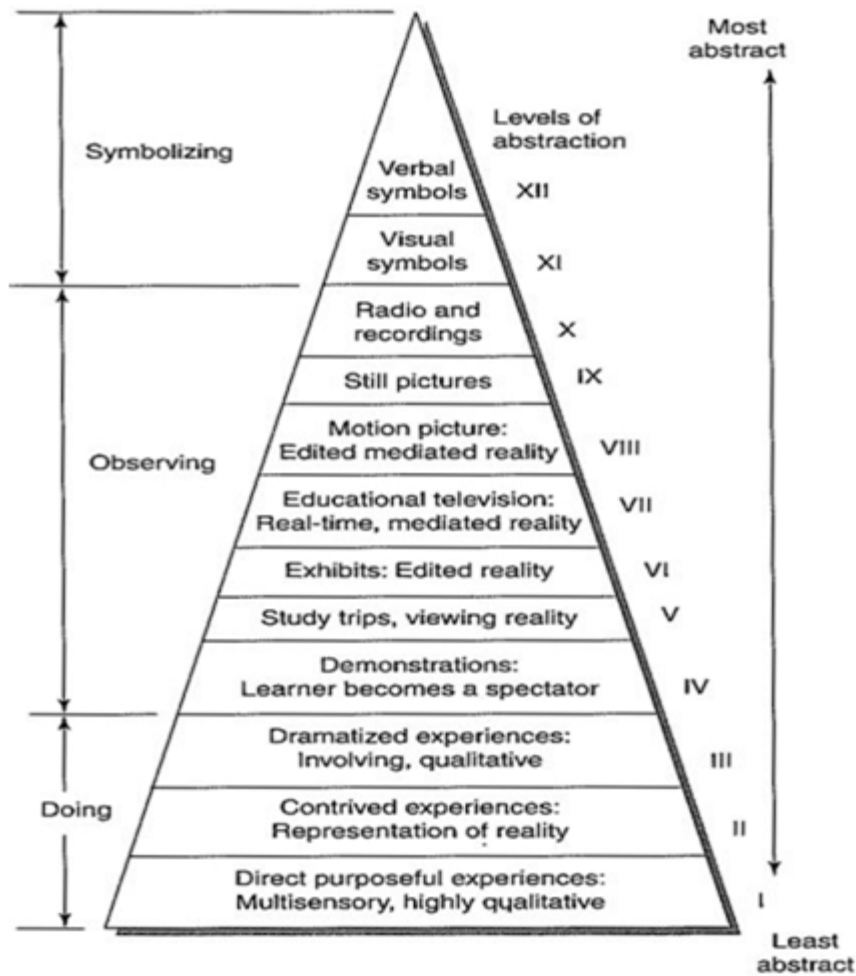 Most
abstract
Levels of
abstraction
Symbolizing
Verbal
symbols
XII
Visual
symbols
XI
Radio and
recordings
X
Still pictures
IX
Motion picture:
Edited mediated reality
VIII
Observing
Educational television:
Real-time, mediated reality
VII
Exhibits: Edited reality
VI
Study trips, viewing reality
V
Demonstrations:
Learner becomes a spectator
IV
Dramatized experiences:
Involving, qualitative
III
Doing
Contrived experiences:
Representation of reality
II
Direct purposeful experiences:
Multisensory, highly qualitative
I
Least
abstract